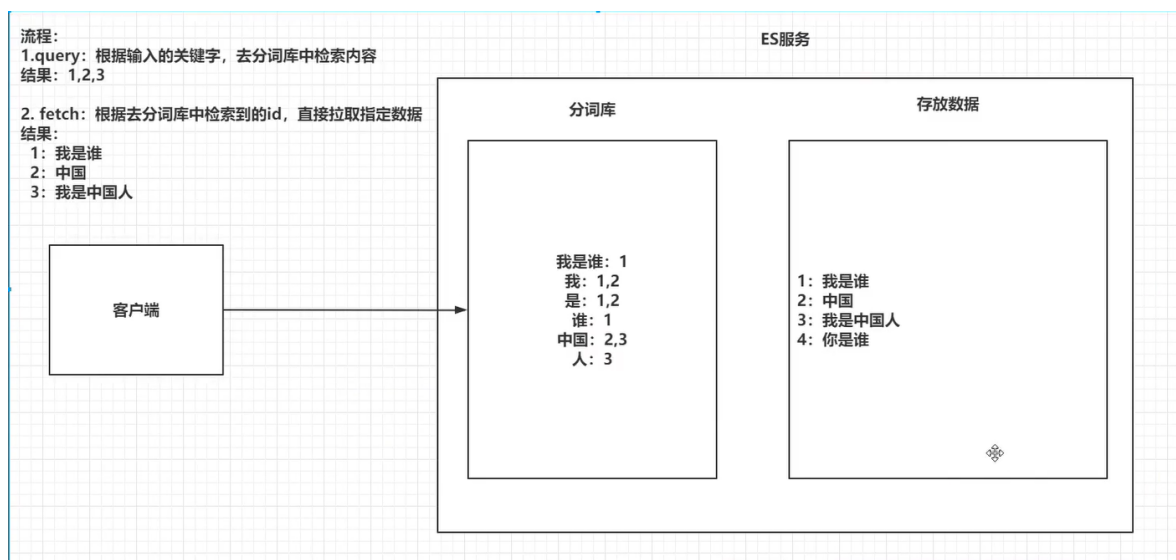 流程：
1.query：根据输入的关键字，去分词库中检索内容
结果：1,2,3
2. fetch：根据去分词库中检索到的id，直接拉取指定数据
结果：
1：我是谁
2：中国
3：我是中国人
客户端
ES服务
分词库
我是谁：1
我：1,2
是：1,2
谁：1
中国：2,3
人：3
存放数据
1：我是谁
2：中国
3：我是中国人
4：你是谁